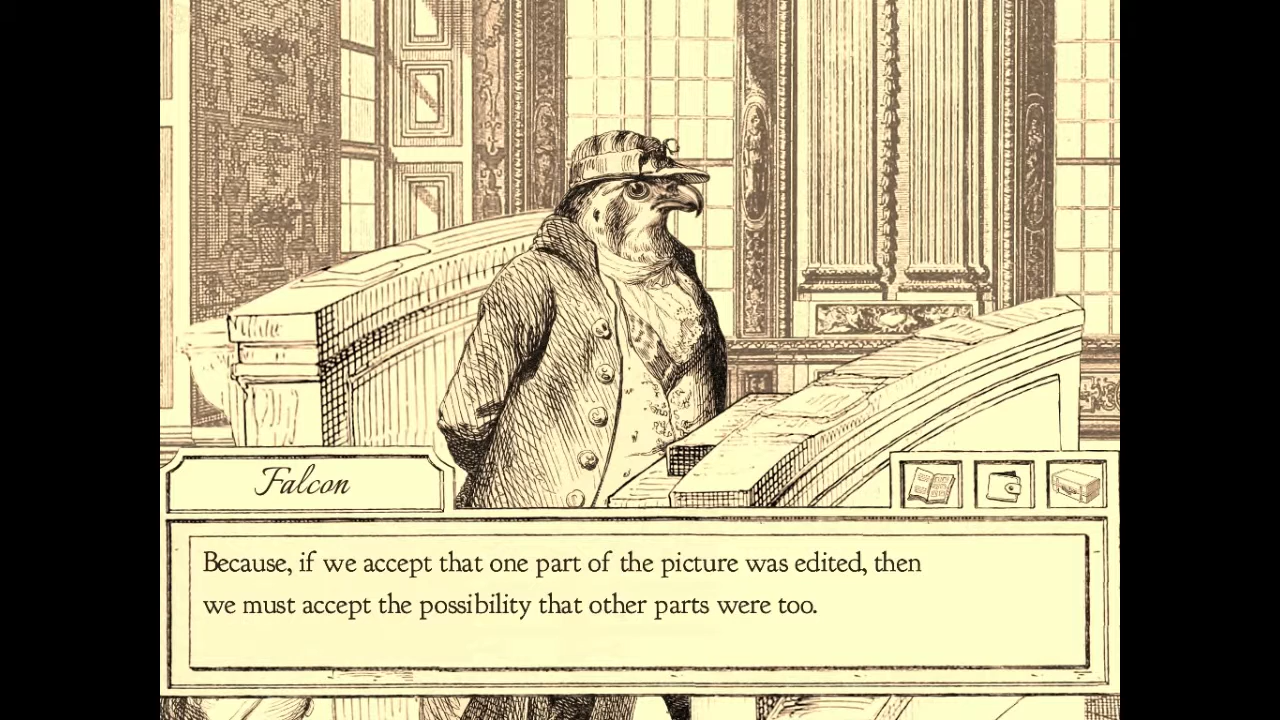 Falcon
Because, if we accept that one part of the picture was edited, then
we must accept the possibility that other parts were too.